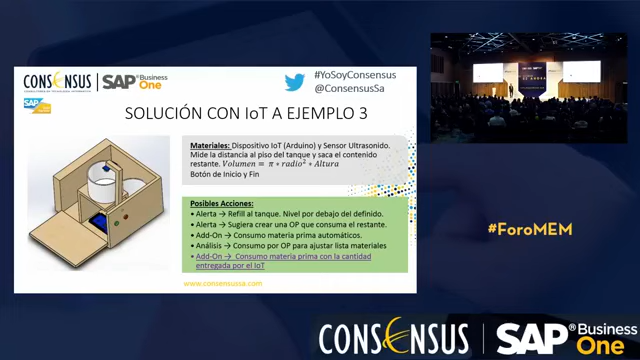 CONSENSUS
SAP Business One
SAP
#YoSoyConsensus
@ConsensusSa
SOLUCIÓN CON IoT A EJEMPLO 3
Materiales: Dispositivo IoT (Arduino) y Sensor Ultrasonido.
Mide la distancia al piso del tanque y saca el contenido
restante. Volumen = π * radio² * Altura
Botón de Inicio y Fin
Posibles Acciones:
• Alerta → Refill al tanque. Nivel por debajo del definido.
• Alerta → Sugiera crear una OP que consuma el restante.
• Add-On → Consumo materia prima automáticos.
• Análisis → Consumo por OP para ajustar lista materiales
• Add-On → Consumo materia prima con la cantidad
entregada por el IoT
www.consensussa.com
#ForoMEM
CONSENSUS
SAP® Business One